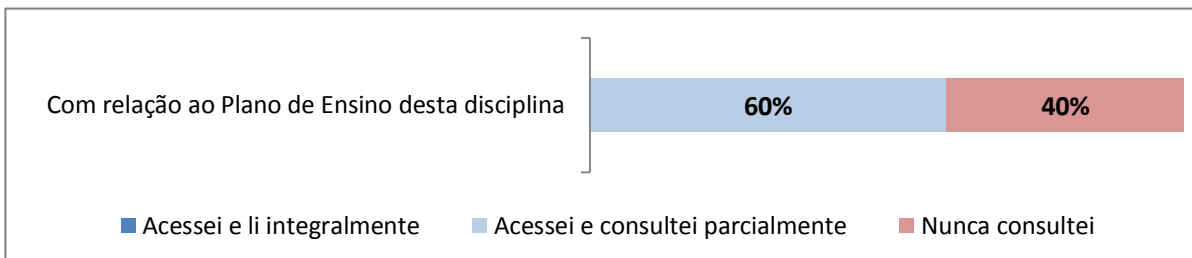 Com relação ao Plano de Ensino desta disciplina
60%
40%
Acessei e li integralmente
Acessei e consultei parcialmente
Nunca consultei